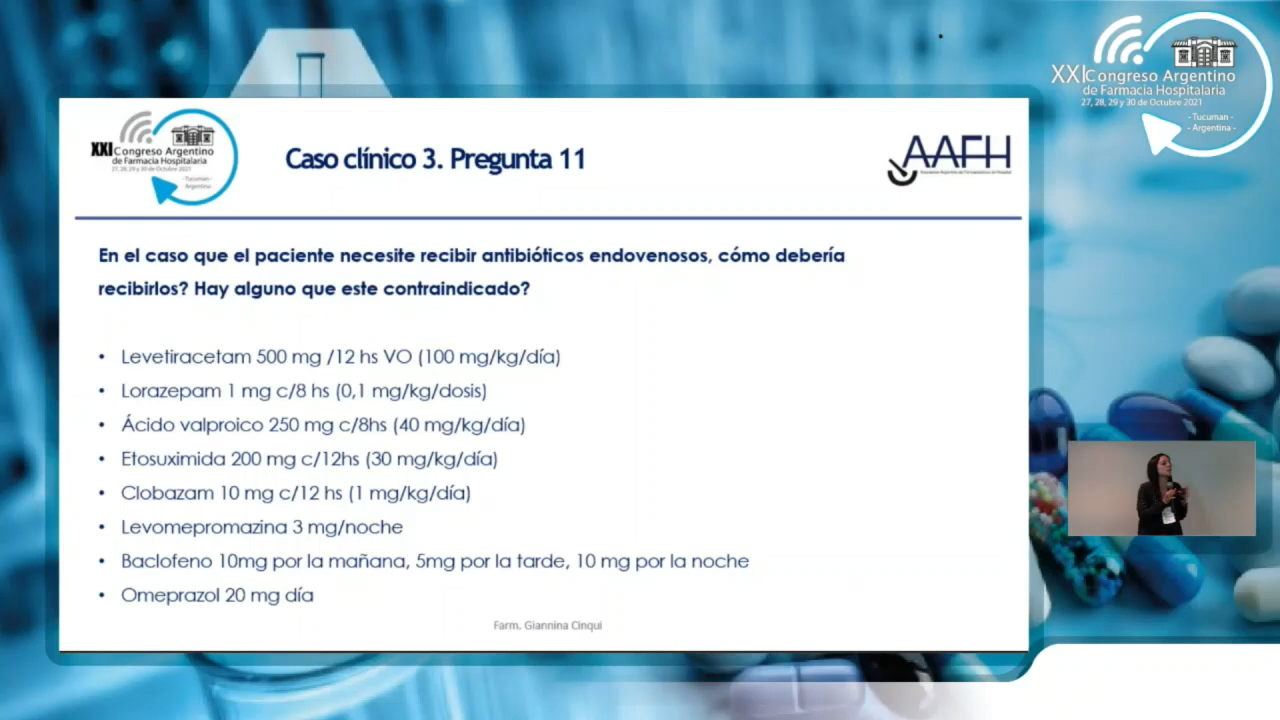 XXI Congreso Argentino
de Farmacia Hospitalaria
27, 28, 29 y 30 de Octubre 2021
- Tucuman -
- Argentina -
XXI Congreso Argentino
de Farmacia Hospitalaria
27, 28, 29 y 30 de Octubre 2021
- Tucuman -
Argentina
Caso clínico 3. Pregunta 11
AAFH
En el caso que el paciente necesite recibir antibióticos endovenosos, cómo debería
recibirlos? Hay alguno que este contraindicado?
• Levetiracetam 500 mg /12 hs VO (100 mg/kg/día)
• Lorazepam 1 mg c/8 hs (0,1 mg/kg/dosis)
• Ácido valproico 250 mg c/8hs (40 mg/kg/día)
• Etosuximida 200 mg c/12hs (30 mg/kg/día)
• Clobazam 10 mg c/12 hs (1 mg/kg/día)
• Levomepromazina 3 mg/noche
• Baclofeno 10mg por la mañana, 5mg por la tarde, 10 mg por la noche
• Omeprazol 20 mg día
Farm. Giannina Cinqui